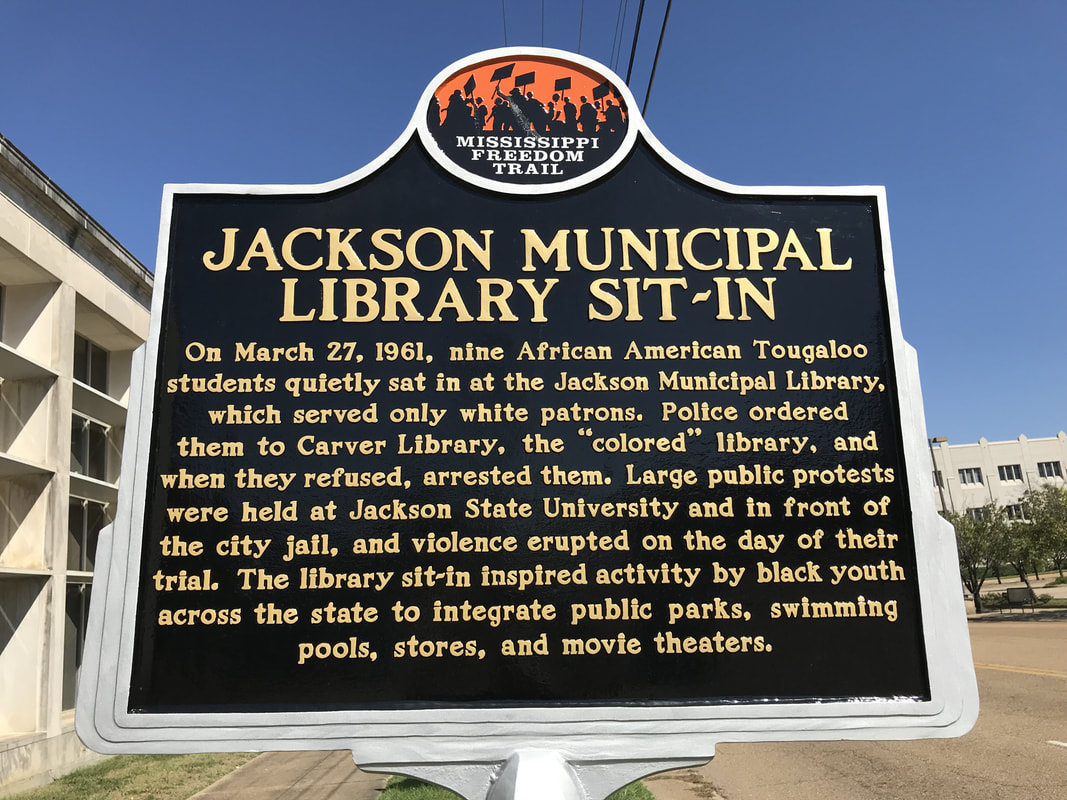 MISSISSIPPI
FREEDOM
TRAIL
JACKSON MUNICIPAL
LIBRARY SIT-IN
On March 27, 1961, nine African American Tougaloo
students quietly sat in at the Jackson Municipal Library,
which served only white patrons. Police ordered
them to Carver Library, the “colored” library, and
when they refused, arrested them. Large public protests
were held at Jackson State University and in front of
the city jail, and violence erupted on the day of their
trial. The library sit-in inspired activity by black youth
across the state to integrate public parks, swimming
pools, stores, and movie theaters.